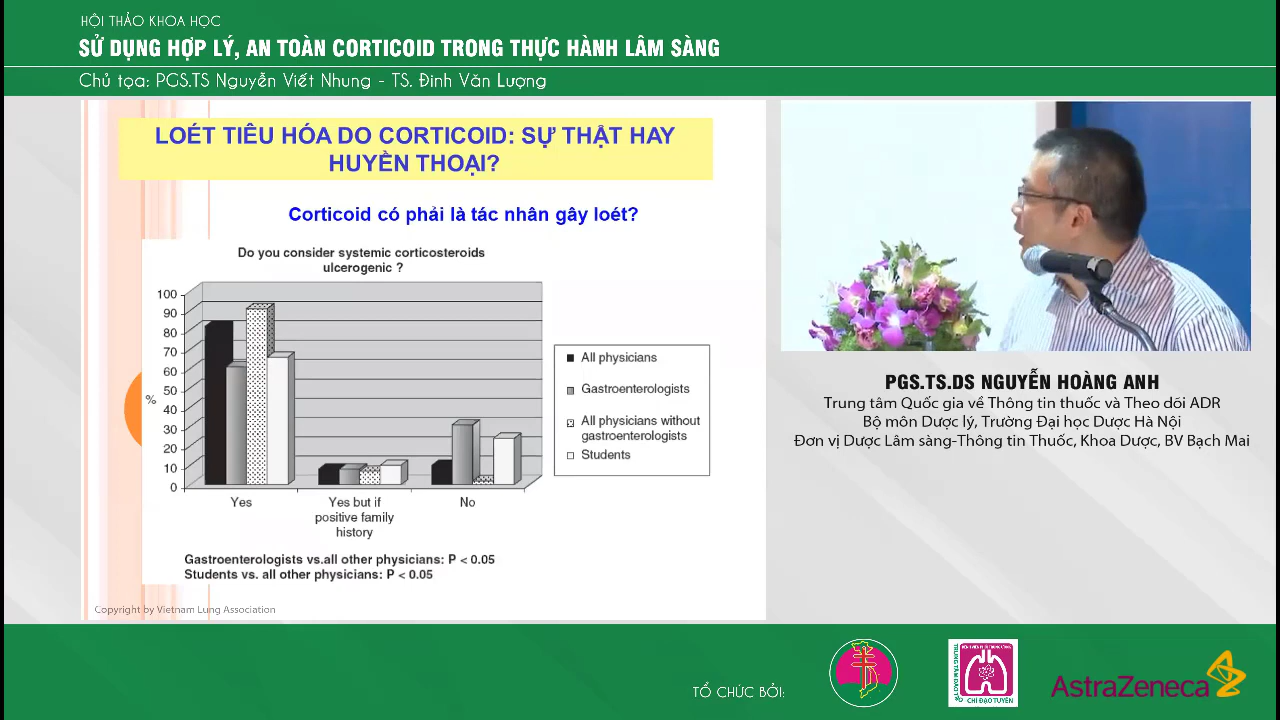 HỘI THẢO KHOA HỌC
SỬ DỤNG HỢP LÝ, AN TOÀN CORTICOID TRONG THỰC HÀNH LÂM SÀNG
Chủ tọa: PGS.TS Nguyễn Viết Nhung - TS. Đinh Văn Lượng
LOÉT TIÊU HÓA DO CORTICOID: SỰ THẬT HAY
HUYỀN THOẠI?
Corticoid có phải là tác nhân gây loét?
Do you consider systemic corticosteroids
ulcerogenic ?
100
90
80
70
60
50
40
30
20
10
0
%
Yes
Yes but if
positive family
history
No
All physicians
Gastroenterologists
All physicians without
gastroenterologists
Students
Gastroenterologists vs.all other physicians: P < 0.05
Students vs. all other physicians: P < 0.05
Copyright by Vietnam Lung Association
PGS.TS.DS NGUYỄN HOÀNG ANH
Trung tâm Quốc gia về Thông tin thuốc và Theo dõi ADR
Bộ môn Dược lý, Trường Đại học Dược Hà Nội
Đơn vị Dược Lâm sàng-Thông tin Thuốc, Khoa Dược, BV Bạch Mai
TỔ CHỨC BỞI:
CHỈ ĐẠO TUYẾN
AstraZeneca